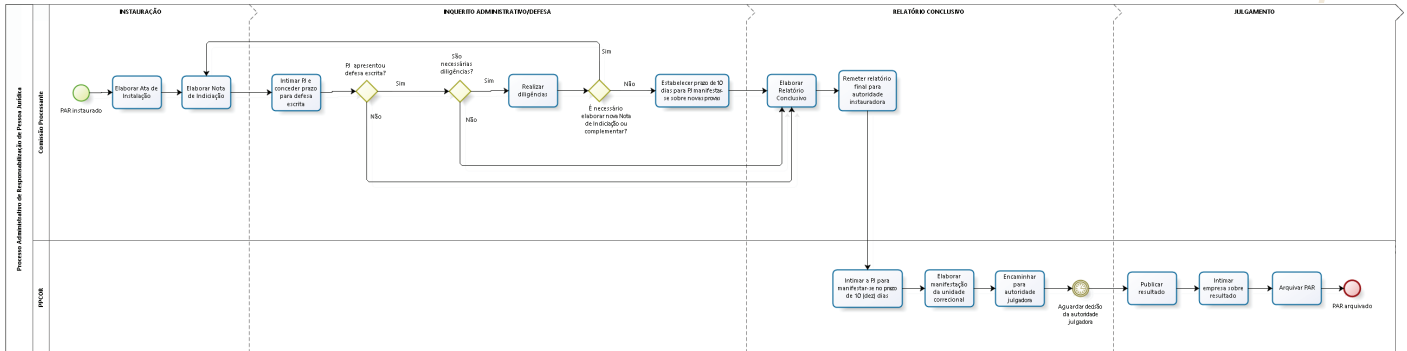 INSTAURAÇÃO
INQUERITO ADMINISTRATIVO/DEFESA
RELATÓRIO CONCLUSIVO
JULGAMENTO
Processo Administrativo de Responsabilização de Pessoa Jurídica
Comissão Processante
PAR instaurado
Elaborar Ata de
Instalação
Elaborar Nota
de Indiciação
Intimar PJ e
conceder prazo
para defesa
escrita
PJ apresentou
defesa escrita?
Sim
Não
São
necessárias
diligências?
Sim
Não
Realizar
diligências
Sim
Não
É necessário
elaborar nova Nota
de Indiciação ou
complementar?
Estabelecer prazo de 10
dias para PJ manifestar-
se sobre novas provas
Elaborar
Relatório
Conclusivo
Remeter relatório
final para
autoridade
instauradora
PPCOR
Intimar a PJ para
manifestar-se no prazo
de 10 (dez) dias
Elaborar
manifestação
da unidade
correcional
Encaminhar
para
autoridade
julgadora
Aguardar decisão
da autoridade
julgadora
Publicar
resultado
Intimar
empresa sobre
resultado
Arquivar PAR
PAR arquivado